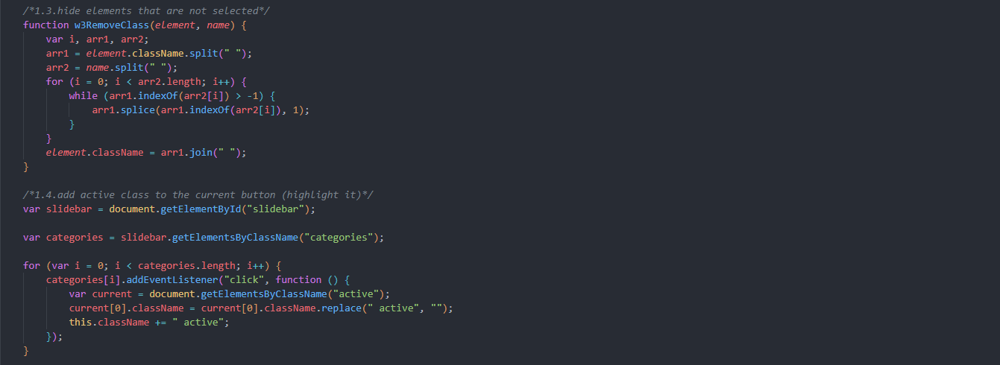 /*1.3.hide elements that are not selected*/
function w3RemoveClass(element, name) {
    var i, arr1, arr2;
    arr1 = element.className.split(" ");
    arr2 = name.split(" ");
    for (i = 0; i < arr2.length; i++) {
        while (arr1.indexOf(arr2[i]) > -1) {
            arr1.splice(arr1.indexOf(arr2[i]), 1);
        }
    }
    element.className = arr1.join(" ");
}
/*1.4.add active class to the current button (highlight it)*/
var slidebar = document.getElementById("slidebar");
var categories = slidebar.getElementsByClassName("categories");
for (var i = 0; i < categories.length; i++) {
    categories[i].addEventListener("click", function () {
        var current = document.getElementsByClassName("active");
        current[0].className = current[0].className.replace(" active", "");
        this.className += " active";
    });
}